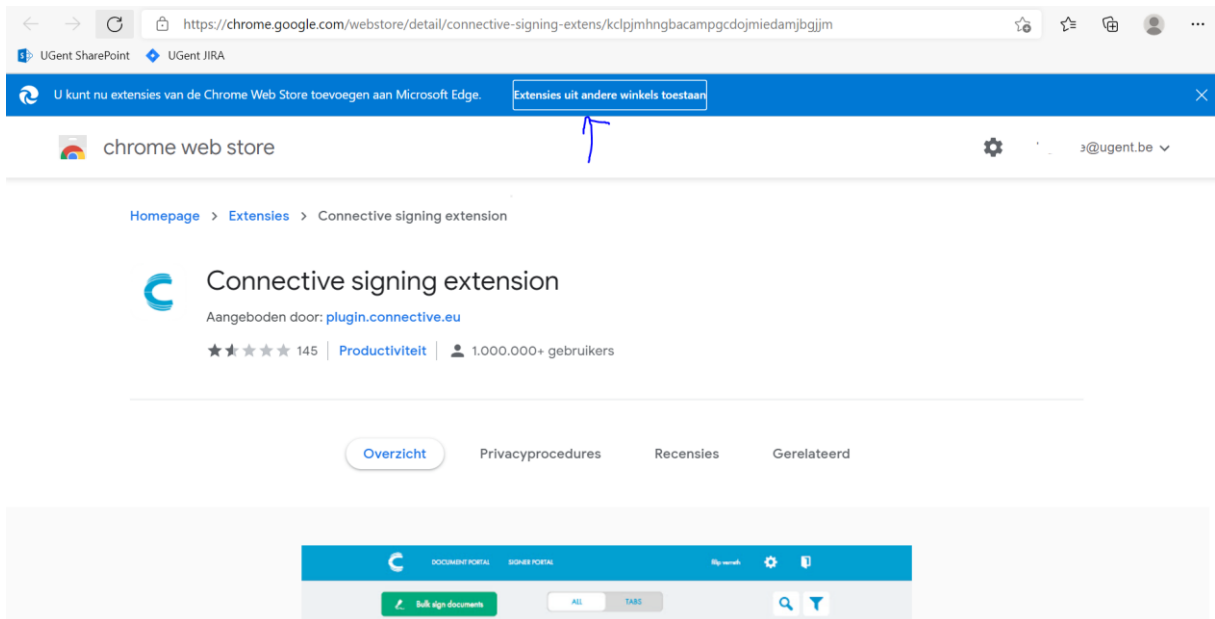 https://chrome.google.com/webstore/detail/connective-signing-extens/kclpjmhngbacampgcdojmiedamjbgjjm
UGent SharePoint UGent JIRA
U kunt nu extensies van de Chrome Web Store toevoegen aan Microsoft Edge. Extensies uit andere winkels toestaan
chrome web store @ugent.be
Homepage > Extensies > Connective signing extension
Connective signing extension
Aangeboden door: plugin.connective.eu
145 Productiviteit 1.000.000+ gebruikers
Overzicht Privacyprocedures Recensies Gerelateerd
DOCUMENT PORTAL SIGNER PORTAL
Bulk sign documents ALL TABS